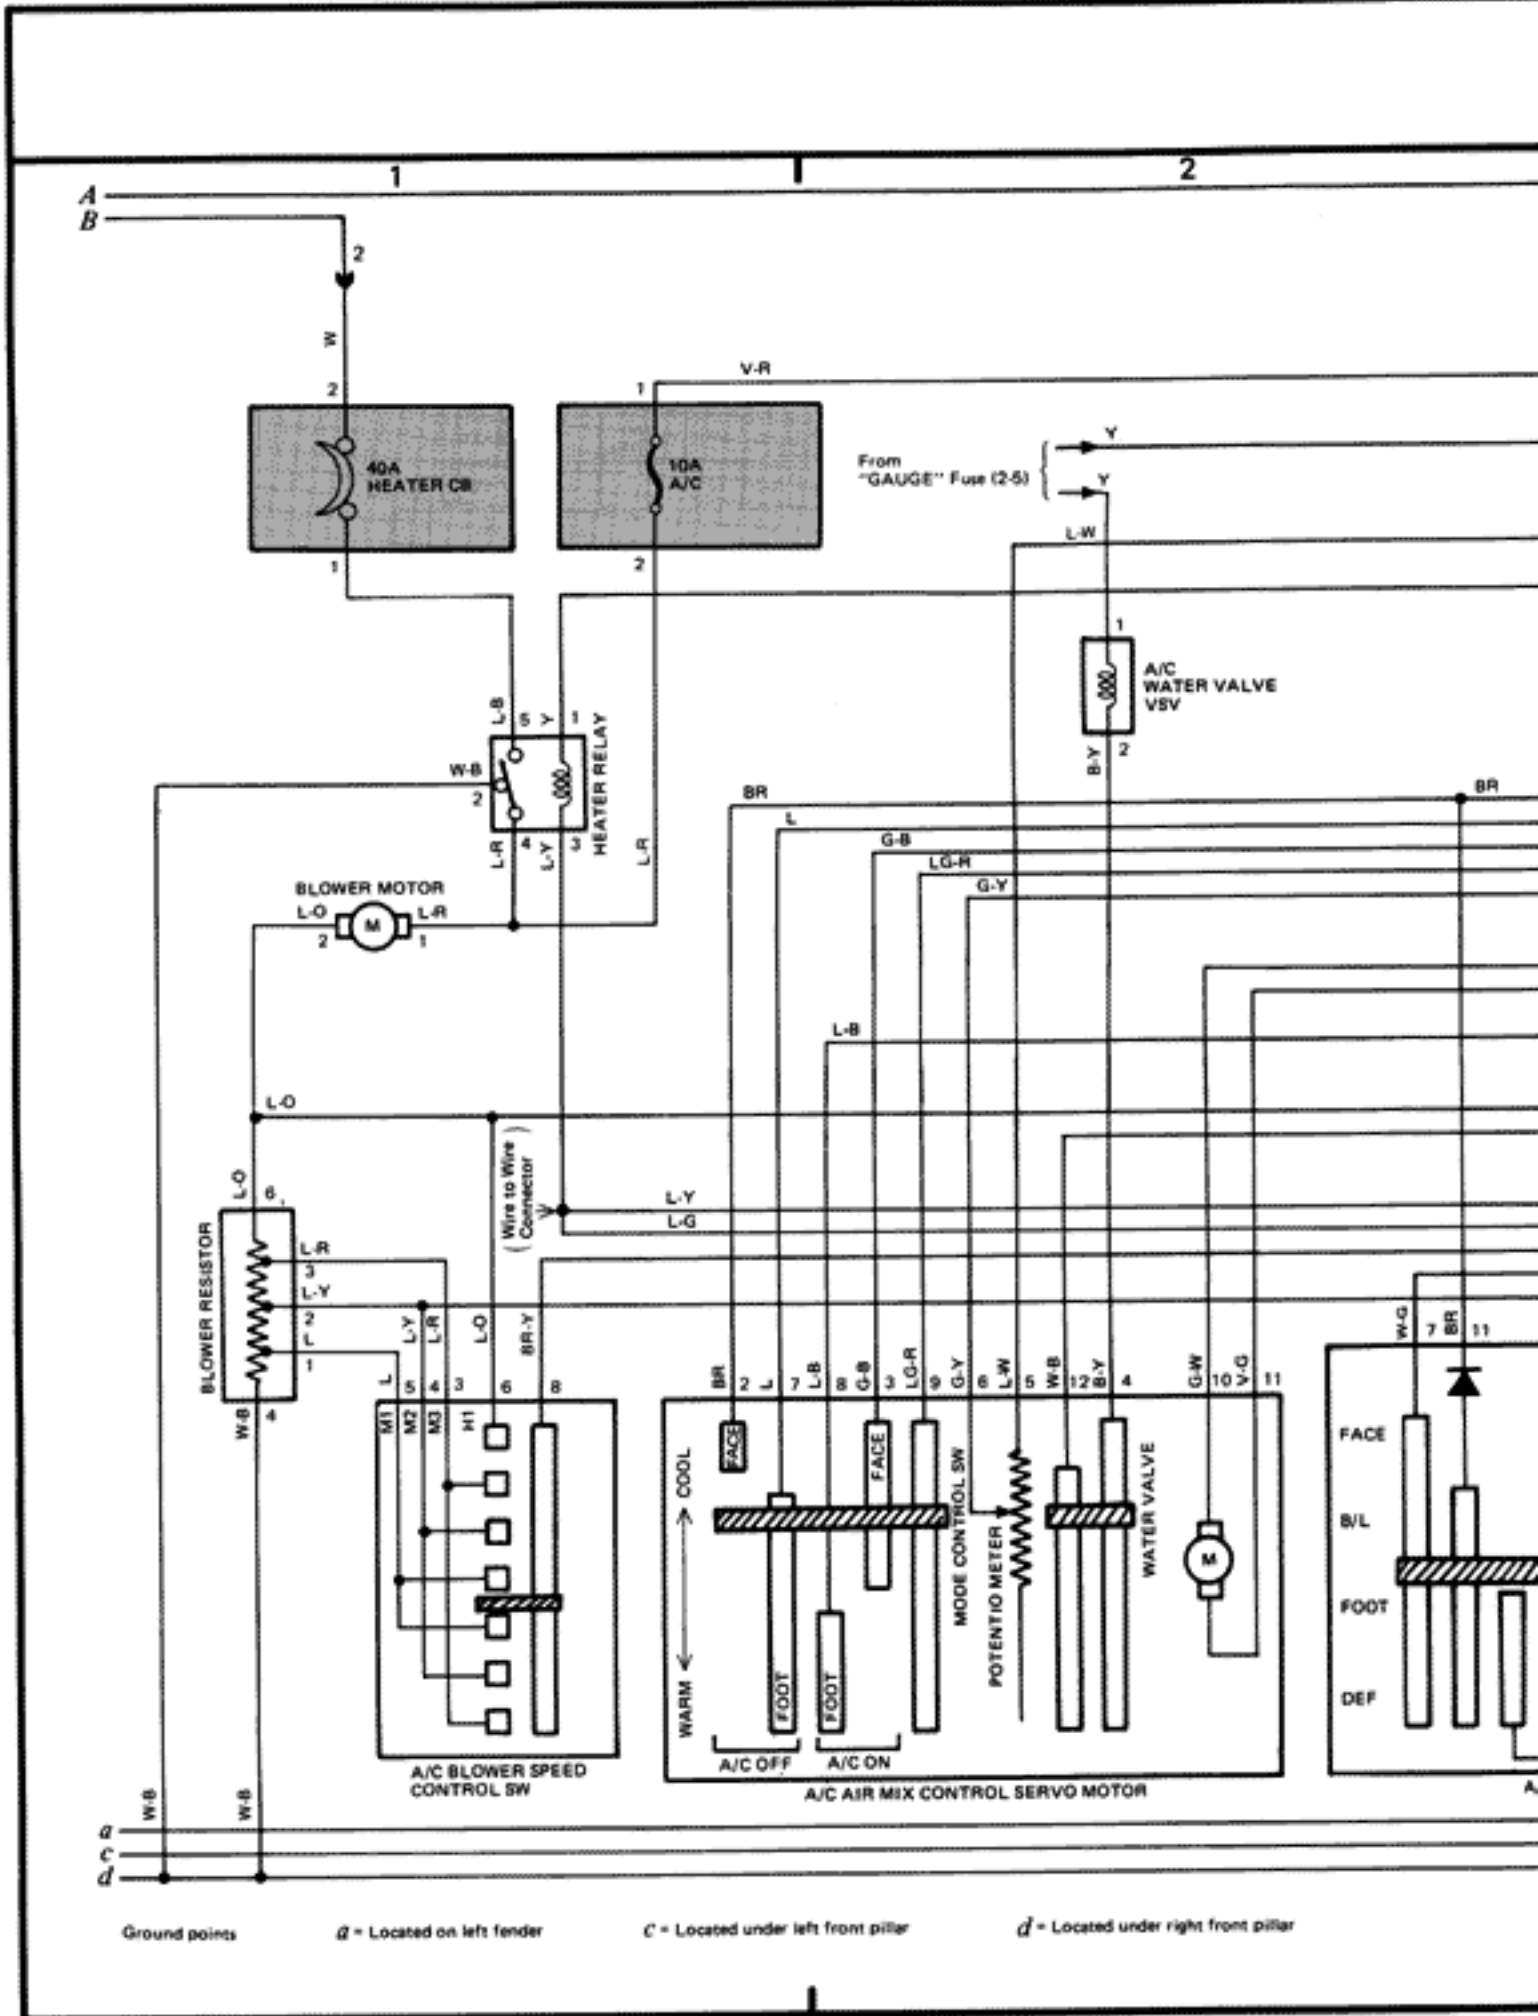 1
2
A
B
2
W
2
1
V-R
40A
HEATER CB
10A
A/C
From
"GAUGE" Fuse (2-5)
Y
Y
1
2
L-W
1
A/C
WATER VALVE
VSV
2
B-Y
L-B
5
Y
1
HEATER RELAY
W-B
2
L-R
4
L-Y
3
L-R
BR
BR
L
G-B
LG-R
G-Y
BLOWER MOTOR
L-O
M
L-R
2
1
L-B
L-O
(Wire to Wire
Connector)
L-Y
L-G
L-O
6
BLOWER RESISTOR
L-R
3
L-Y
2
L
1
W-B
4
L-Y
L-R
L-O
BR-Y
L
5
4
3
6
8
M1
M2
M3
H1
A/C BLOWER SPEED
CONTROL SW
BR
2
L
7
L-B
8
G-B
3
LG-R
9
G-Y
6
L-W
5
W-B
12
B-Y
4
G-W
10
V-G
11
W-G
7
BR
11
FACE
FACE
COOL
WARM
FOOT
FOOT
MODE CONTROL SW
POTENTIO METER
WATER VALVE
M
A/C OFF
A/C ON
A/C AIR MIX CONTROL SERVO MOTOR
FACE
B/L
FOOT
DEF
W-B
W-B
a
c
d
Ground points
a = Located on left fender
c = Located under left front pillar
d = Located under right front pillar